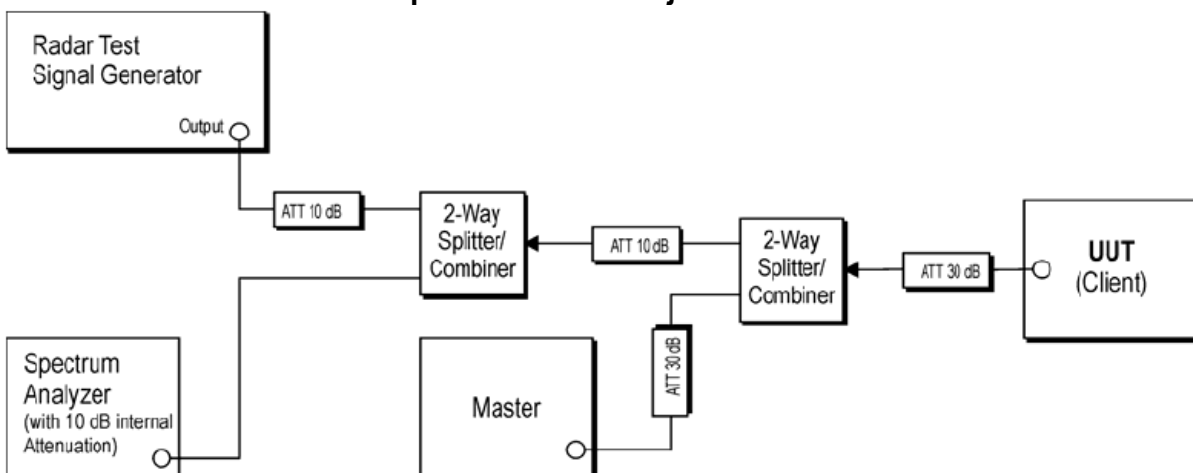 Radar Test
Signal Generator
Output
ATT 10 dB
2-Way
Splitter/
Combiner
ATT 10 dB
2-Way
Splitter/
Combiner
ATT 30 dB
UUT
(Client)
Spectrum
Analyzer
(with 10 dB internal
Attenuation)
Master
ATT 30 dB